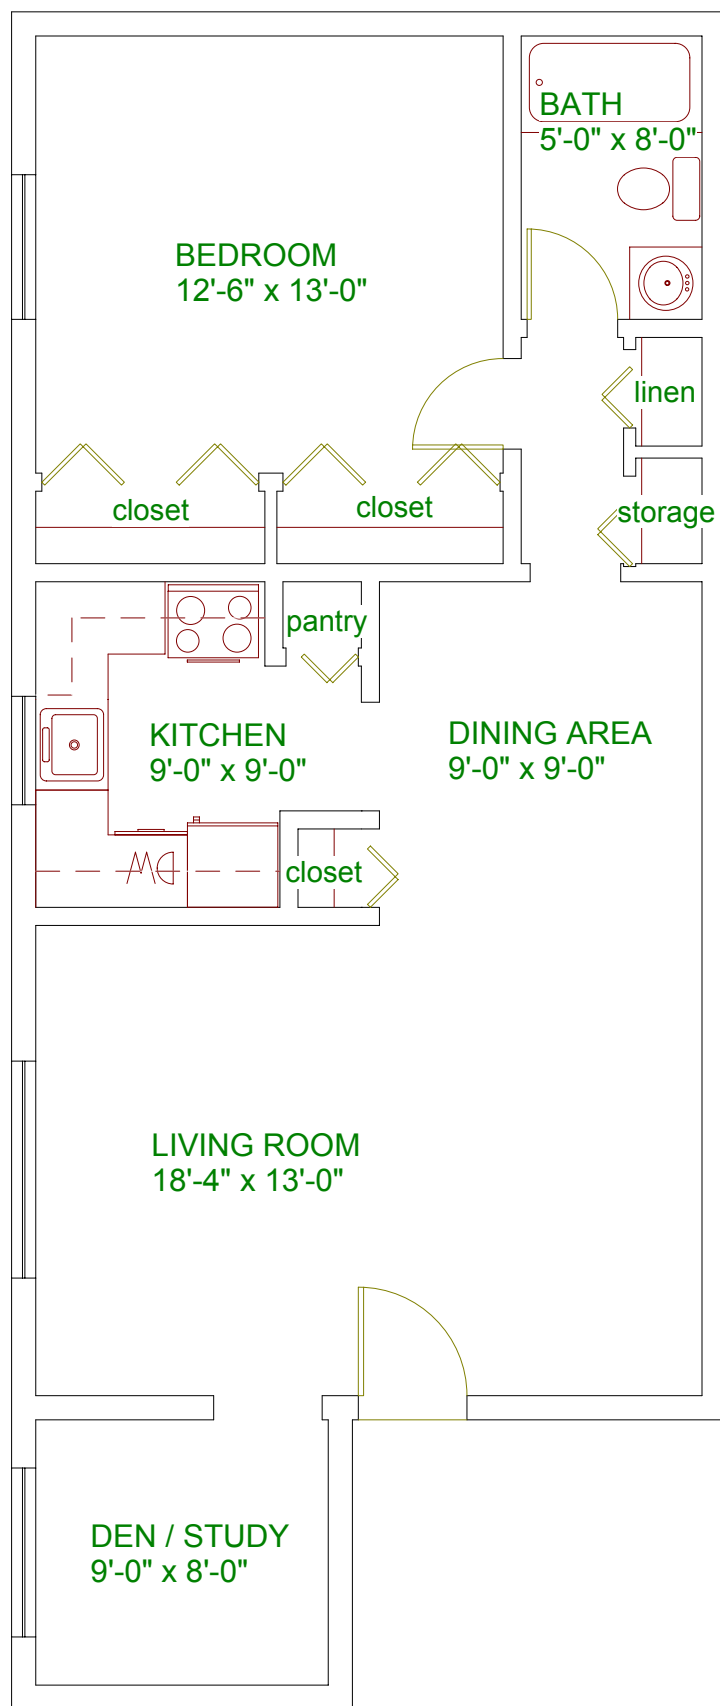 BATH
5'-0" x 8'-0"
BEDROOM
12'-6" x 13'-0"
linen
closet
closet
storage
pantry
KITCHEN
9'-0" x 9'-0"
DINING AREA
9'-0" x 9'-0"
DW
closet
LIVING ROOM
18'-4" x 13'-0"
DEN / STUDY
9'-0" x 8'-0"